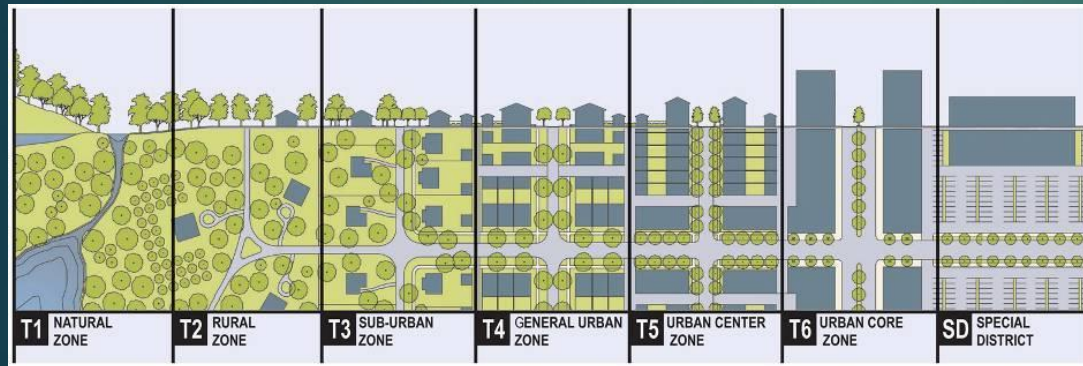 T1 NATURAL
ZONE
T2 RURAL
ZONE
T3 SUB-URBAN
ZONE
T4 GENERAL URBAN
ZONE
T5 URBAN CENTER
ZONE
T6 URBAN CORE
ZONE
SD SPECIAL
DISTRICT